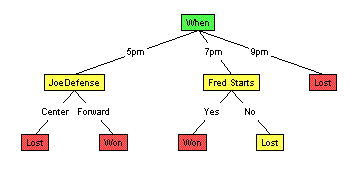 When
5pm 7pm 9pm
JoeDefense Fred Starts Lost
Center Forward Yes No
Lost Won Won Lost